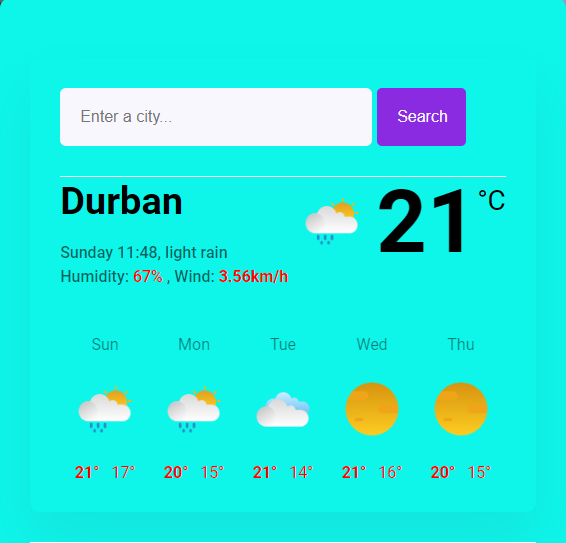 Enter a city... Search
Durban 21 °C
Sunday 11:48, light rain
Humidity: 67% , Wind: 3.56km/h
Sun Mon Tue Wed Thu
21° 17° 20° 15° 21° 14° 21° 16° 20° 15°